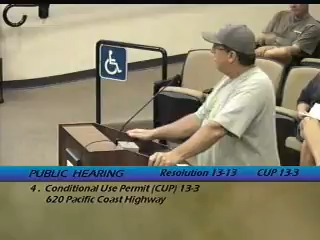 PUBLIC HEARING Resolution 13-13 CUP 13-3
4. Conditional Use Permit (CUP) 13-3
620 Pacific Coast Highway